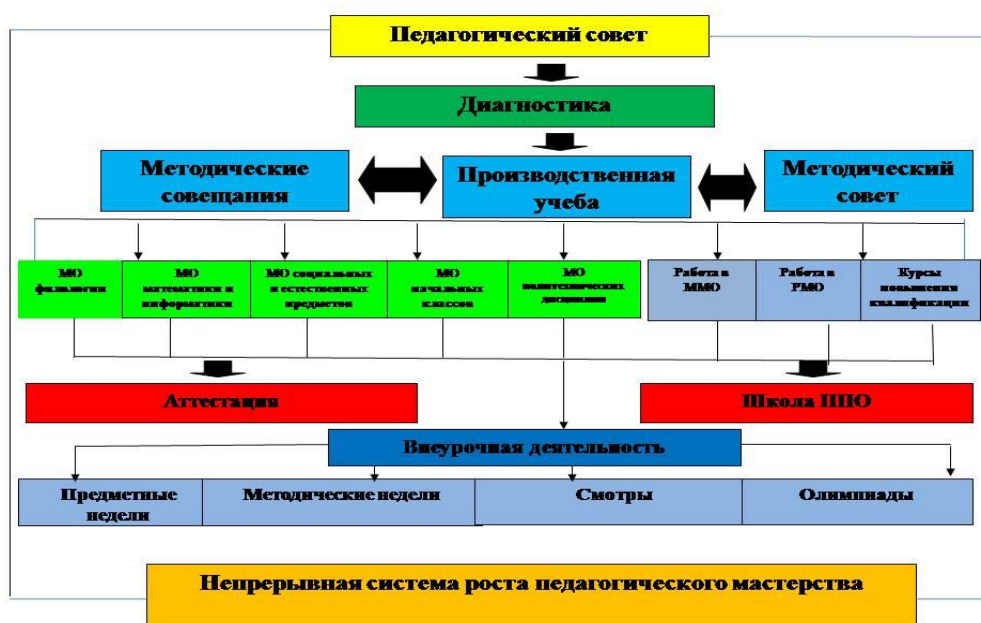 Педагогический совет
Диагностика
Методические
совещания
Производственная
учеба
Методический
совет
МО
филологии
МО
математики и
информатики
МО социальных
и естественных
предметов
МО
начальных
классов
МО
политехнических
дисциплин
Работа в
ММО
Работа в
РМО
Курсы
повышения
квалификации
Аттестация
Школа ППО
Внеурочная деятельность
Предметные
недели
Методические недели
Смотры
Олимпиады
Непрерывная система роста педагогического мастерства